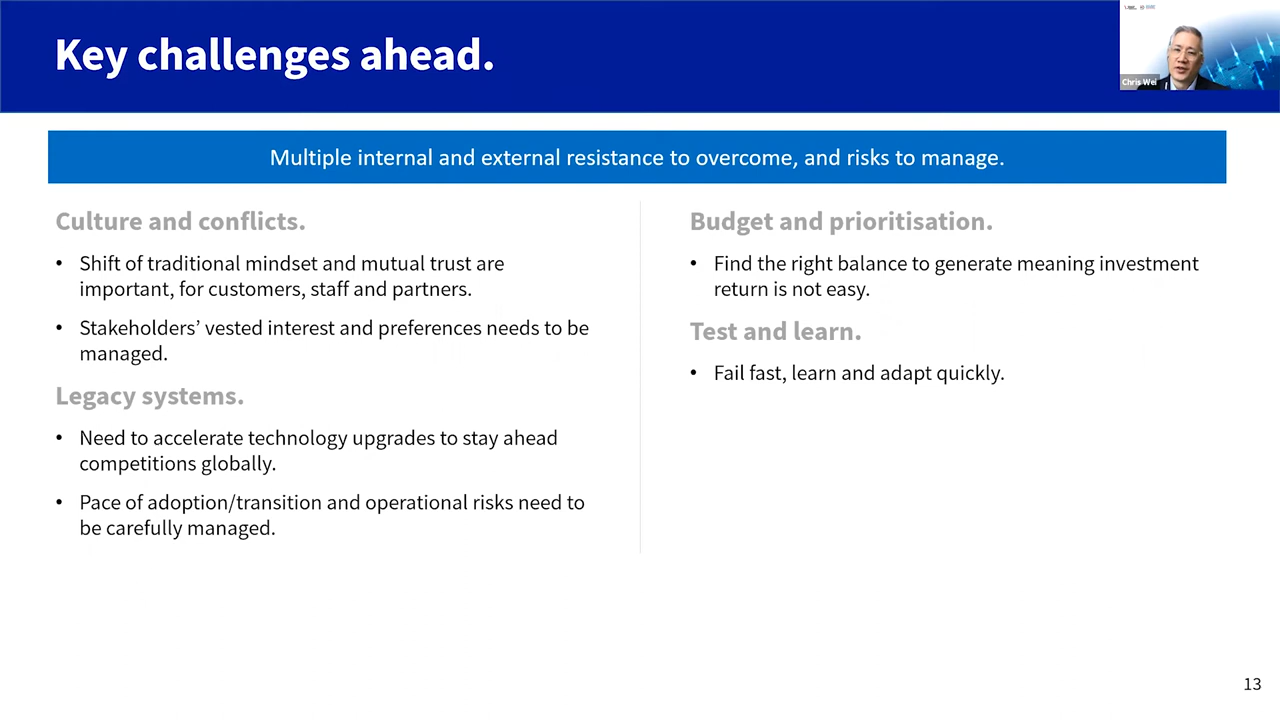 Key challenges ahead.
Chris Wei
Multiple internal and external resistance to overcome, and risks to manage.
Culture and conflicts.
• Shift of traditional mindset and mutual trust are
important, for customers, staff and partners.
• Stakeholders’ vested interest and preferences needs to be
managed.
Legacy systems.
• Need to accelerate technology upgrades to stay ahead
competitions globally.
• Pace of adoption/transition and operational risks need to
be carefully managed.
Budget and prioritisation.
• Find the right balance to generate meaning investment
return is not easy.
Test and learn.
• Fail fast, learn and adapt quickly.
13